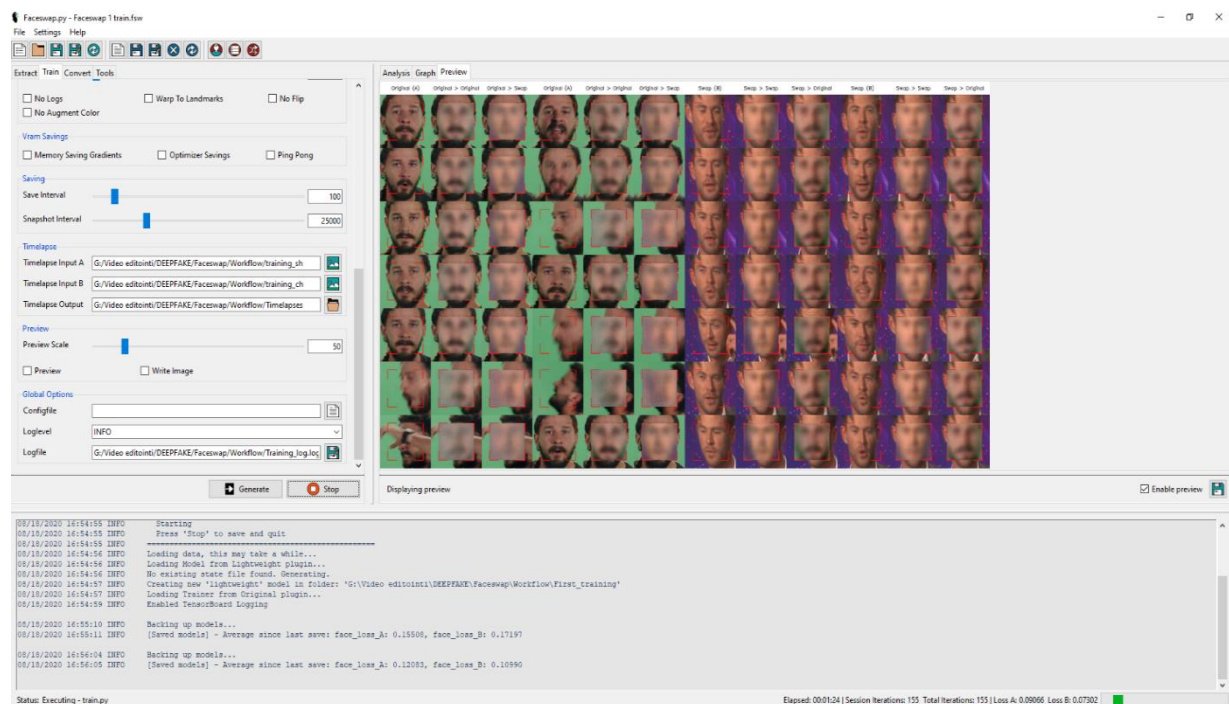 Faceswap.py - Faceswap 1 train.fsw
File Settings Help
Extract Train Convert Tools
No Logs Warp To Landmarks No Flip
No Augment Color
Vram Savings
Memory Saving Gradients Optimizer Savings Ping Pong
Saving
Save Interval 100
Snapshot Interval 25000
Timelapse
Timelapse Input A G:/Video editointi/DEEPFAKE/Faceswap/Workflow/training_sh
Timelapse Input B G:/Video editointi/DEEPFAKE/Faceswap/Workflow/training_ch
Timelapse Output G:/Video editointi/DEEPFAKE/Faceswap/Workflow/Timelapses
Preview
Preview Scale 50
Preview Write Image
Global Options
Configfile
Loglevel INFO
Logfile G:/Video editointi/DEEPFAKE/Faceswap/Workflow/Training_log.log
Generate Stop
Analysis Graph Preview
Original (A) Original > Original Original > Swap Original (A) Original > Original Original > Swap Swap (B) Swap > Swap Swap > Original Swap (B) Swap > Swap Swap > Original
Displaying preview Enable preview
08/18/2020 16:54:55 INFO Starting
08/18/2020 16:54:55 INFO Press 'Stop' to save and quit
08/18/2020 16:54:55 INFO ===================================================
08/18/2020 16:54:56 INFO Loading data, this may take a while...
08/18/2020 16:54:56 INFO Loading Model from Lightweight plugin...
08/18/2020 16:54:56 INFO No existing state file found. Generating.
08/18/2020 16:54:57 INFO Creating new 'lightweight' model in folder: 'G:\Video editointi\DEEPFAKE\Faceswap\Workflow\First_training'
08/18/2020 16:54:57 INFO Loading Trainer from Original plugin...
08/18/2020 16:54:59 INFO Enabled TensorBoard Logging
08/18/2020 16:55:10 INFO Backing up models...
08/18/2020 16:55:11 INFO [Saved models] - Average since last save: face_loss_A: 0.15508, face_loss_B: 0.17197
08/18/2020 16:56:04 INFO Backing up models...
08/18/2020 16:56:05 INFO [Saved models] - Average since last save: face_loss_A: 0.12083, face_loss_B: 0.10990
Status: Executing - train.py Elapsed: 00:01:24 | Session Iterations: 155 Total Iterations: 155 | Loss A: 0.09066 Loss B: 0.07302